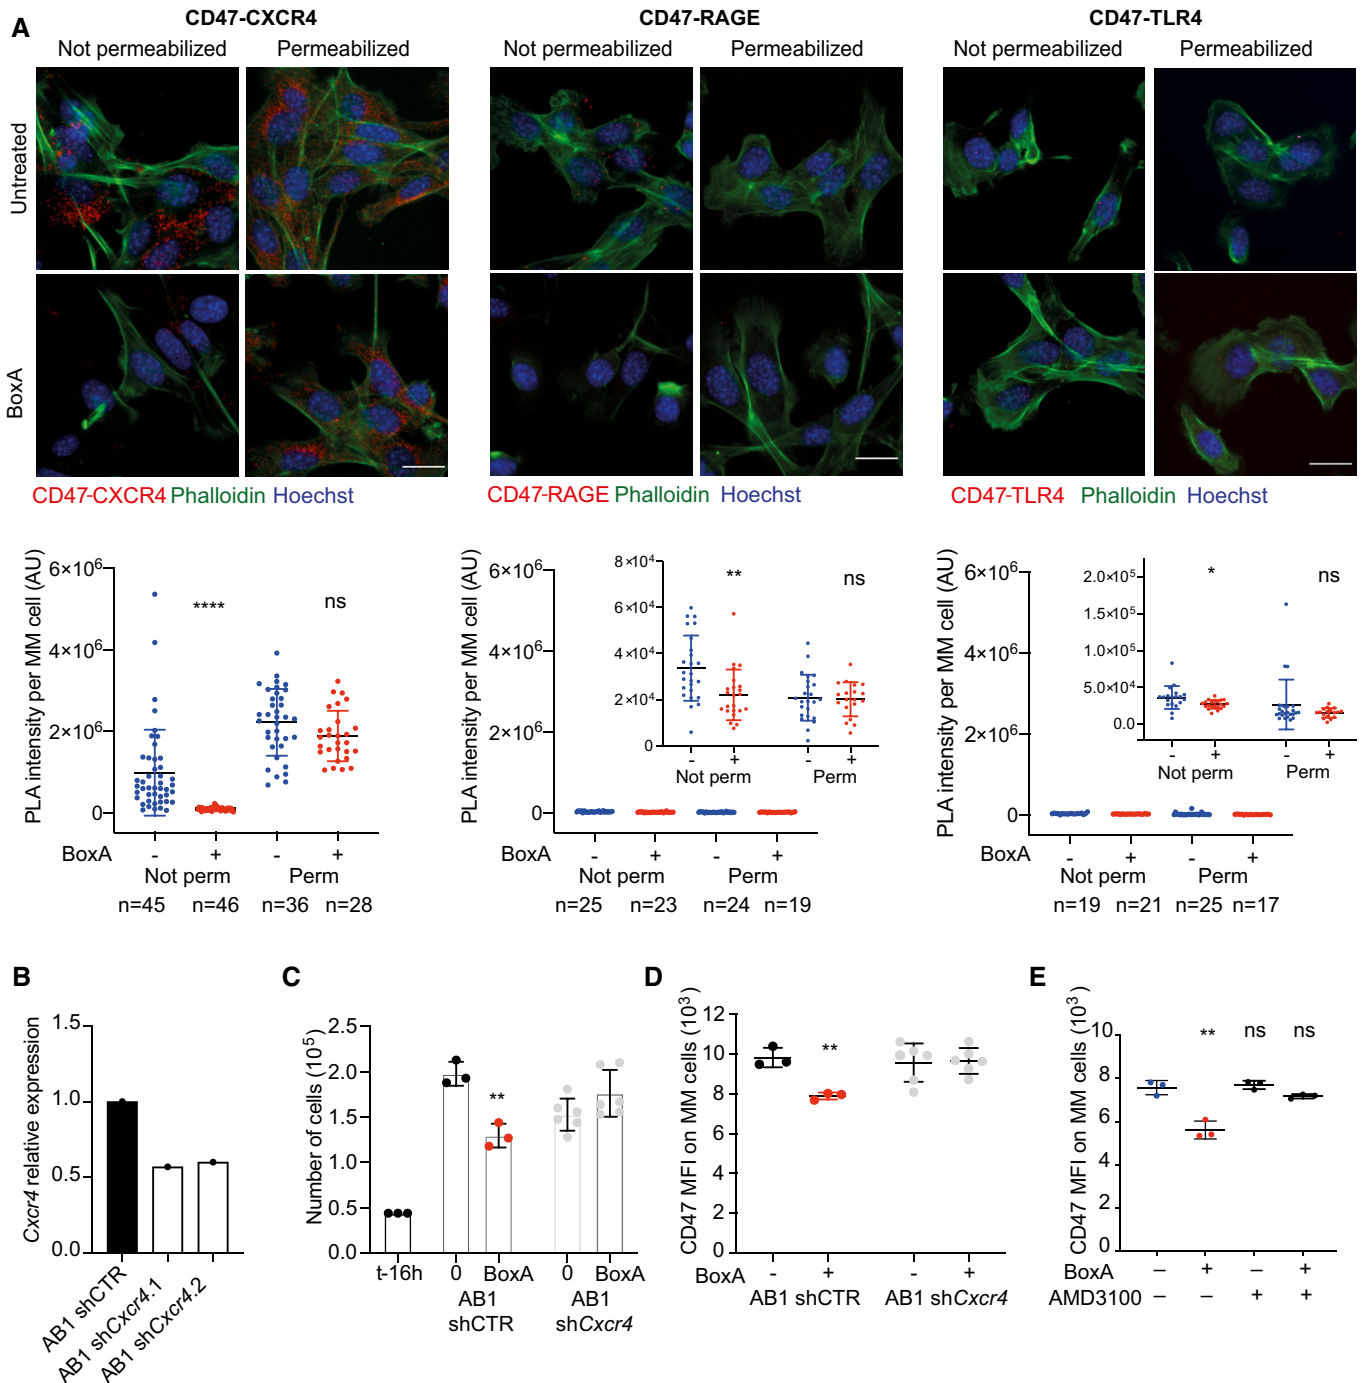 A
CD47-CXCR4
CD47-RAGE
CD47-TLR4
Not permeabilized Permeabilized
Not permeabilized Permeabilized
Not permeabilized Permeabilized
Untreated
BoxA
CD47-CXCR4 Phalloidin Hoechst
CD47-RAGE Phalloidin Hoechst
CD47-TLR4 Phalloidin Hoechst
PLA intensity per MM cell (AU)
6×10⁶
4×10⁶
2×10⁶
0
**** ns
BoxA - + - +
Not perm Perm
n=45 n=46 n=36 n=28
PLA intensity per MM cell (AU)
6×10⁶
4×10⁶
2×10⁶
0
8×10⁴
6×10⁴
4×10⁴
2×10⁴
0
** ns
- + - +
Not perm Perm
BoxA - + - +
Not perm Perm
n=25 n=23 n=24 n=19
PLA intensity per MM cell (AU)
6×10⁶
4×10⁶
2×10⁶
0
2.0×10⁵
1.5×10⁵
1.0×10⁵
5.0×10⁴
0.0
* ns
- + - +
Not perm Perm
BoxA - + - +
Not perm Perm
n=19 n=21 n=25 n=17
B
Cxcr4 relative expression
1.5
1.0
0.5
0.0
AB1 shCTR
AB1 shCxcr4.1
AB1 shCxcr4.2
C
Number of cells (10⁵)
2.5
2.0
1.5
1.0
0.5
0.0
**
t-16h 0 BoxA 0 BoxA
AB1 shCTR
AB1 shCxcr4
D
CD47 MFI on MM cells (10³)
12
10
8
6
4
2
0
**
BoxA - + - +
AB1 shCTR AB1 shCxcr4
E
CD47 MFI on MM cells (10³)
10
8
6
4
2
0
** ns ns
BoxA – + – +
AMD3100 – – + +